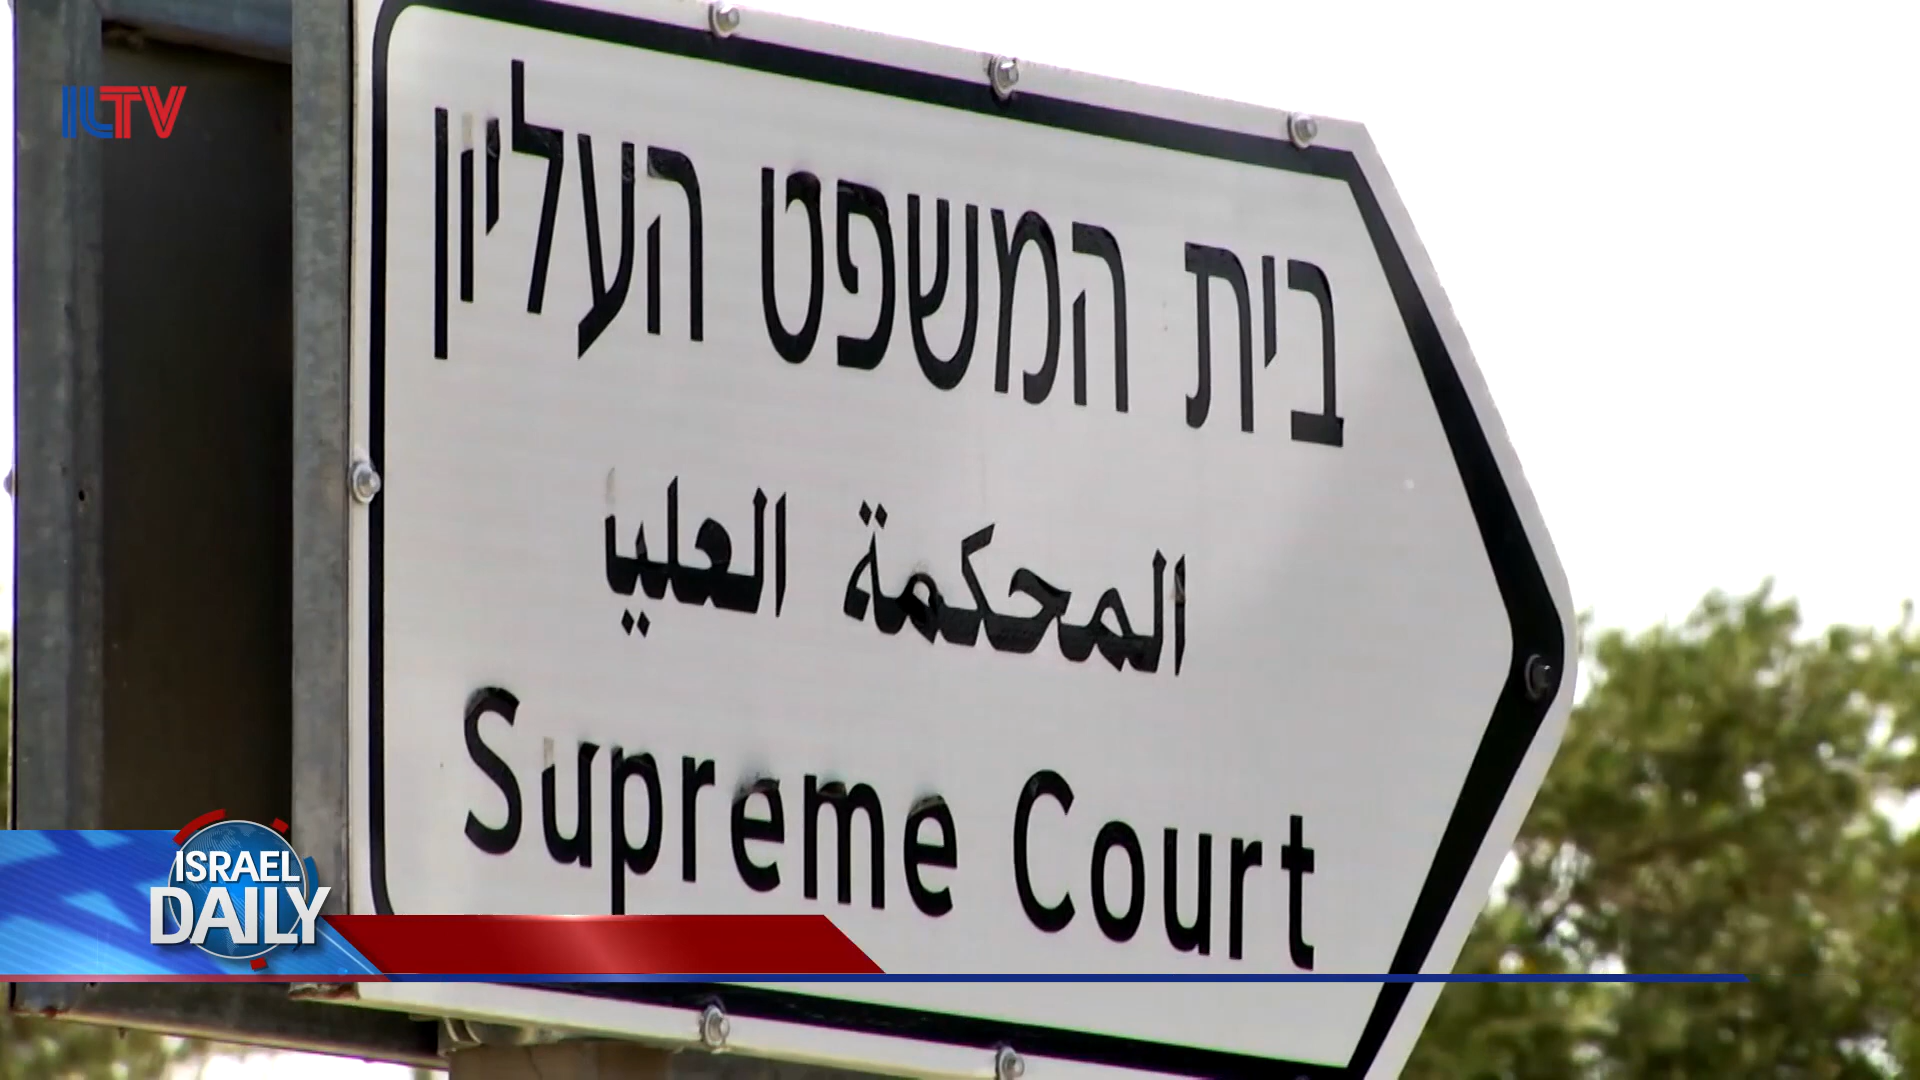 ILTV
בית המשפט העליון
المحكمة العليا
Supreme Court
ISRAEL
DAILY